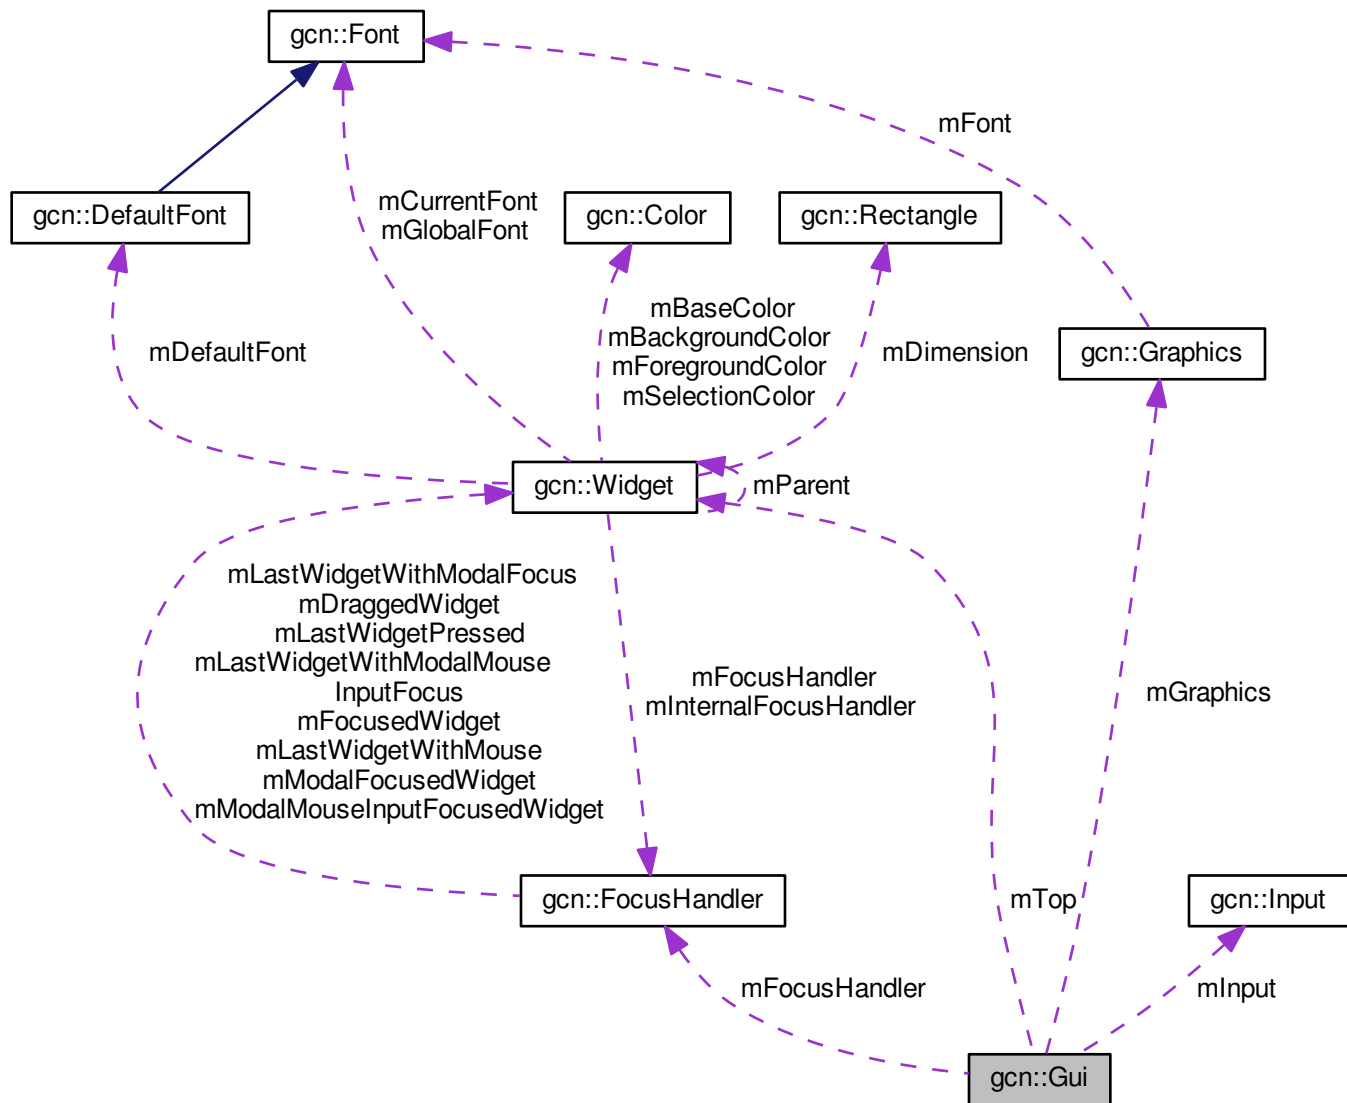 gcn::Font
mFont
gcn::DefaultFont
mCurrentFont
mGlobalFont
gcn::Color
gcn::Rectangle
mDefaultFont
mBaseColor
mBackgroundColor
mForegroundColor
mSelectionColor
mDimension
gcn::Graphics
gcn::Widget
mParent
mLastWidgetWithModalFocus
mDraggedWidget
mLastWidgetPressed
mLastWidgetWithModalMouse
InputFocus
mFocusedWidget
mLastWidgetWithMouse
mModalFocusedWidget
mModalMouseInputFocusedWidget
mFocusHandler
mInternalFocusHandler
mGraphics
gcn::FocusHandler
mTop
gcn::Input
mFocusHandler
mInput
gcn::Gui